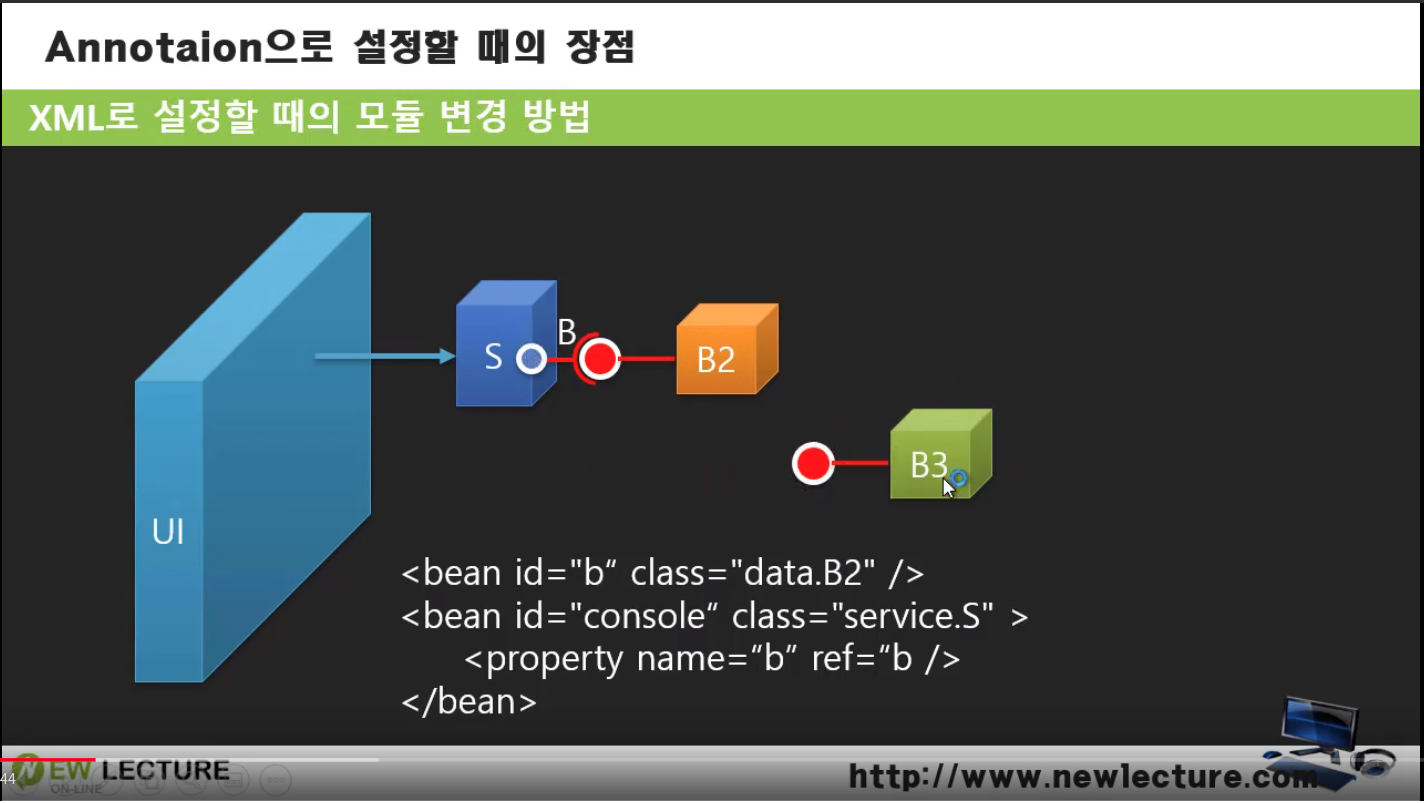 Annotaion으로 설정할 때의 장점
XML로 설정할 때의 모듈 변경 방법
S
B
B2
B3
UI
<bean id="b“ class="data.B2" />
<bean id="console“ class="service.S" >
<property name=“b” ref=“b />
</bean>
44
NEW LECTURE
ON-LINE
http://www.newlecture.com